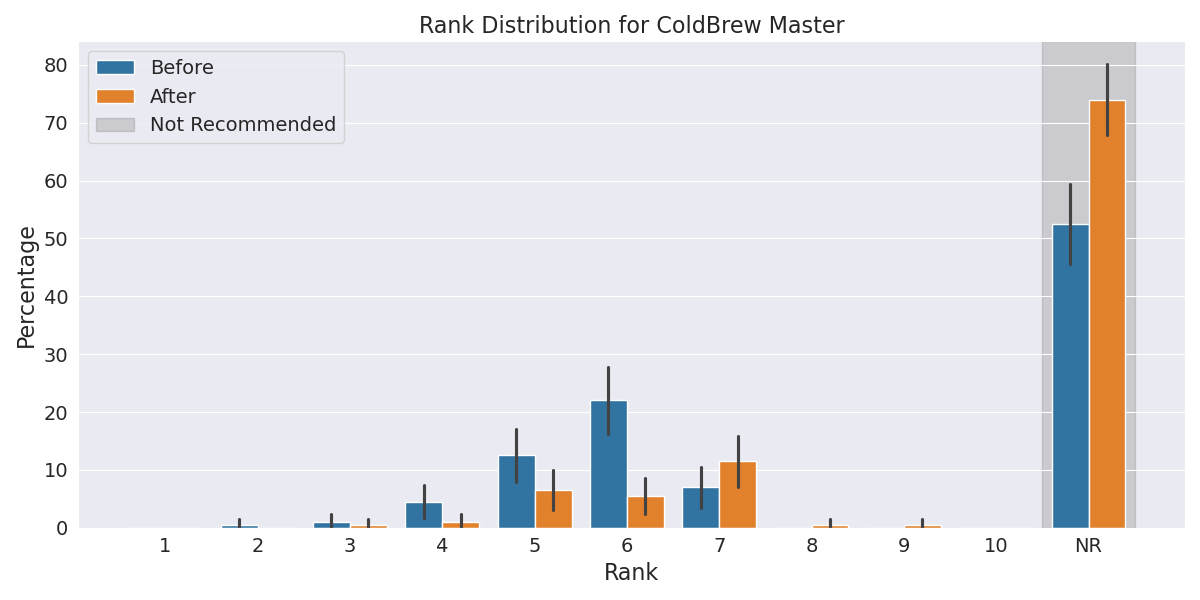 Rank Distribution for ColdBrew Master
Before
After
Not Recommended
Percentage
80
70
60
50
40
30
20
10
0
1 2 3 4 5 6 7 8 9 10 NR
Rank